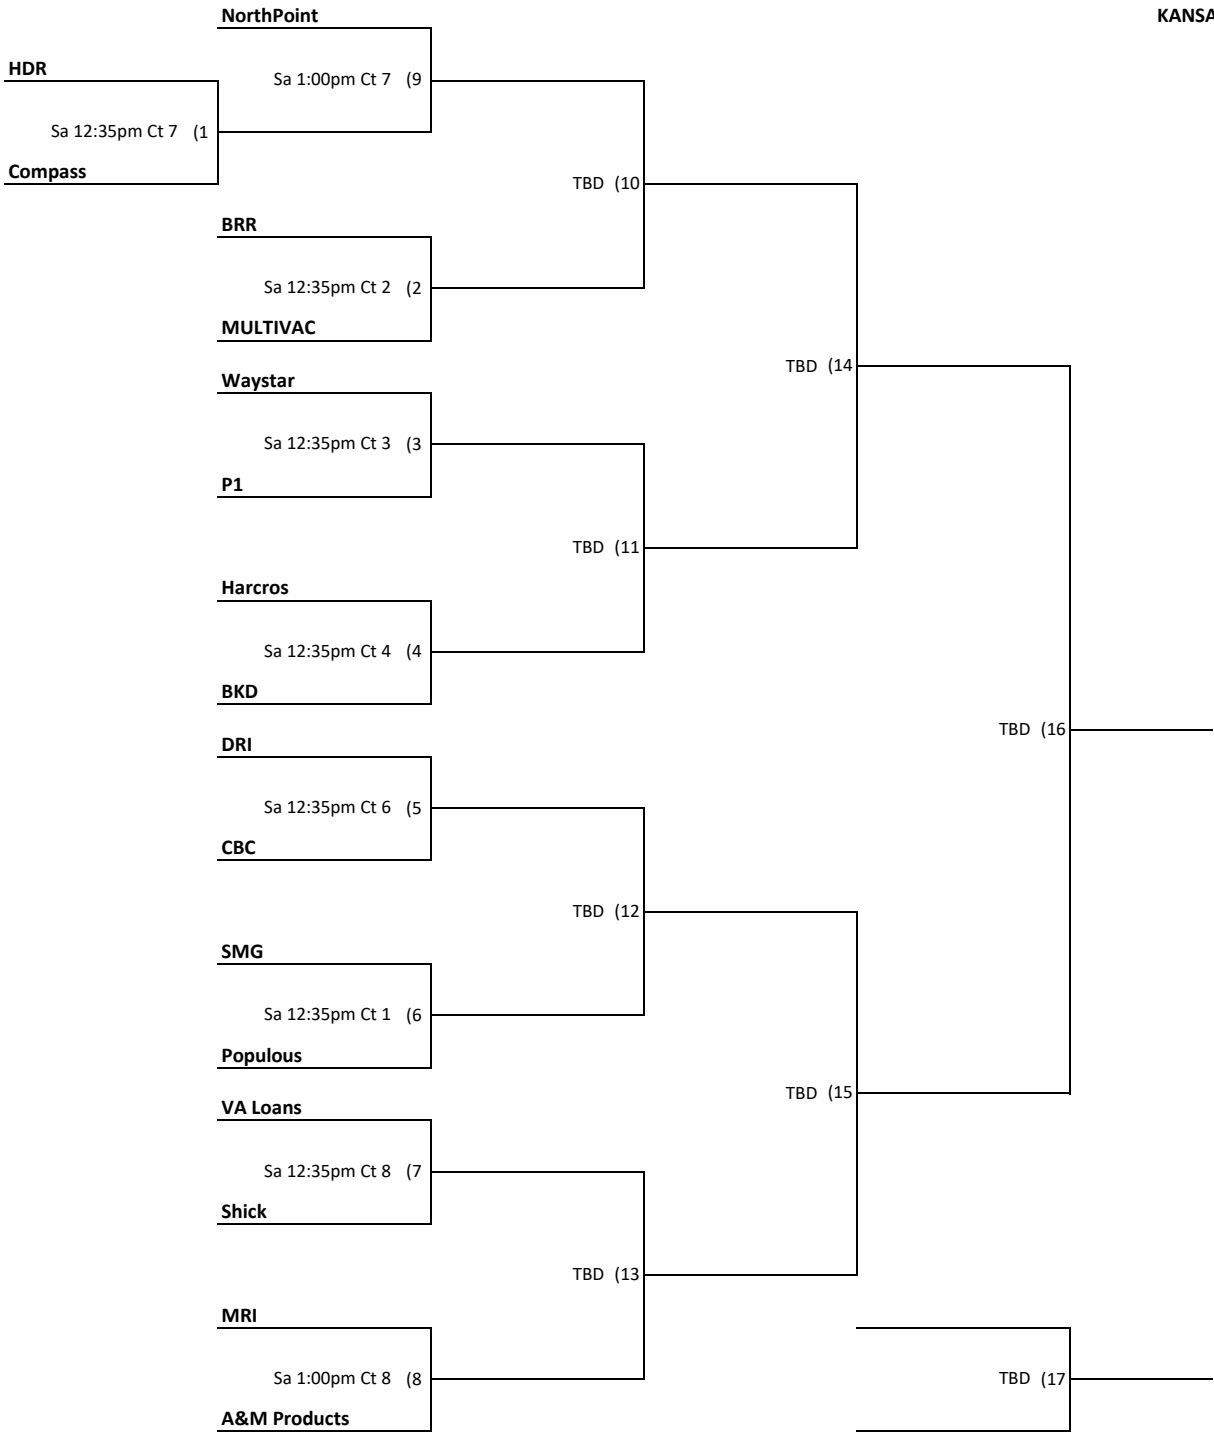 NorthPoint
KANSA
HDR
Sa 1:00pm Ct 7 (9
Sa 12:35pm Ct 7 (1
Compass
TBD (10
BRR
Sa 12:35pm Ct 2 (2
MULTIVAC
TBD (14
Waystar
Sa 12:35pm Ct 3 (3
P1
TBD (11
Harcros
Sa 12:35pm Ct 4 (4
BKD
TBD (16
DRI
Sa 12:35pm Ct 6 (5
CBC
TBD (12
SMG
Sa 12:35pm Ct 1 (6
Populous
TBD (15
VA Loans
Sa 12:35pm Ct 8 (7
Shick
TBD (13
MRI
Sa 1:00pm Ct 8 (8
TBD (17
A&M Products